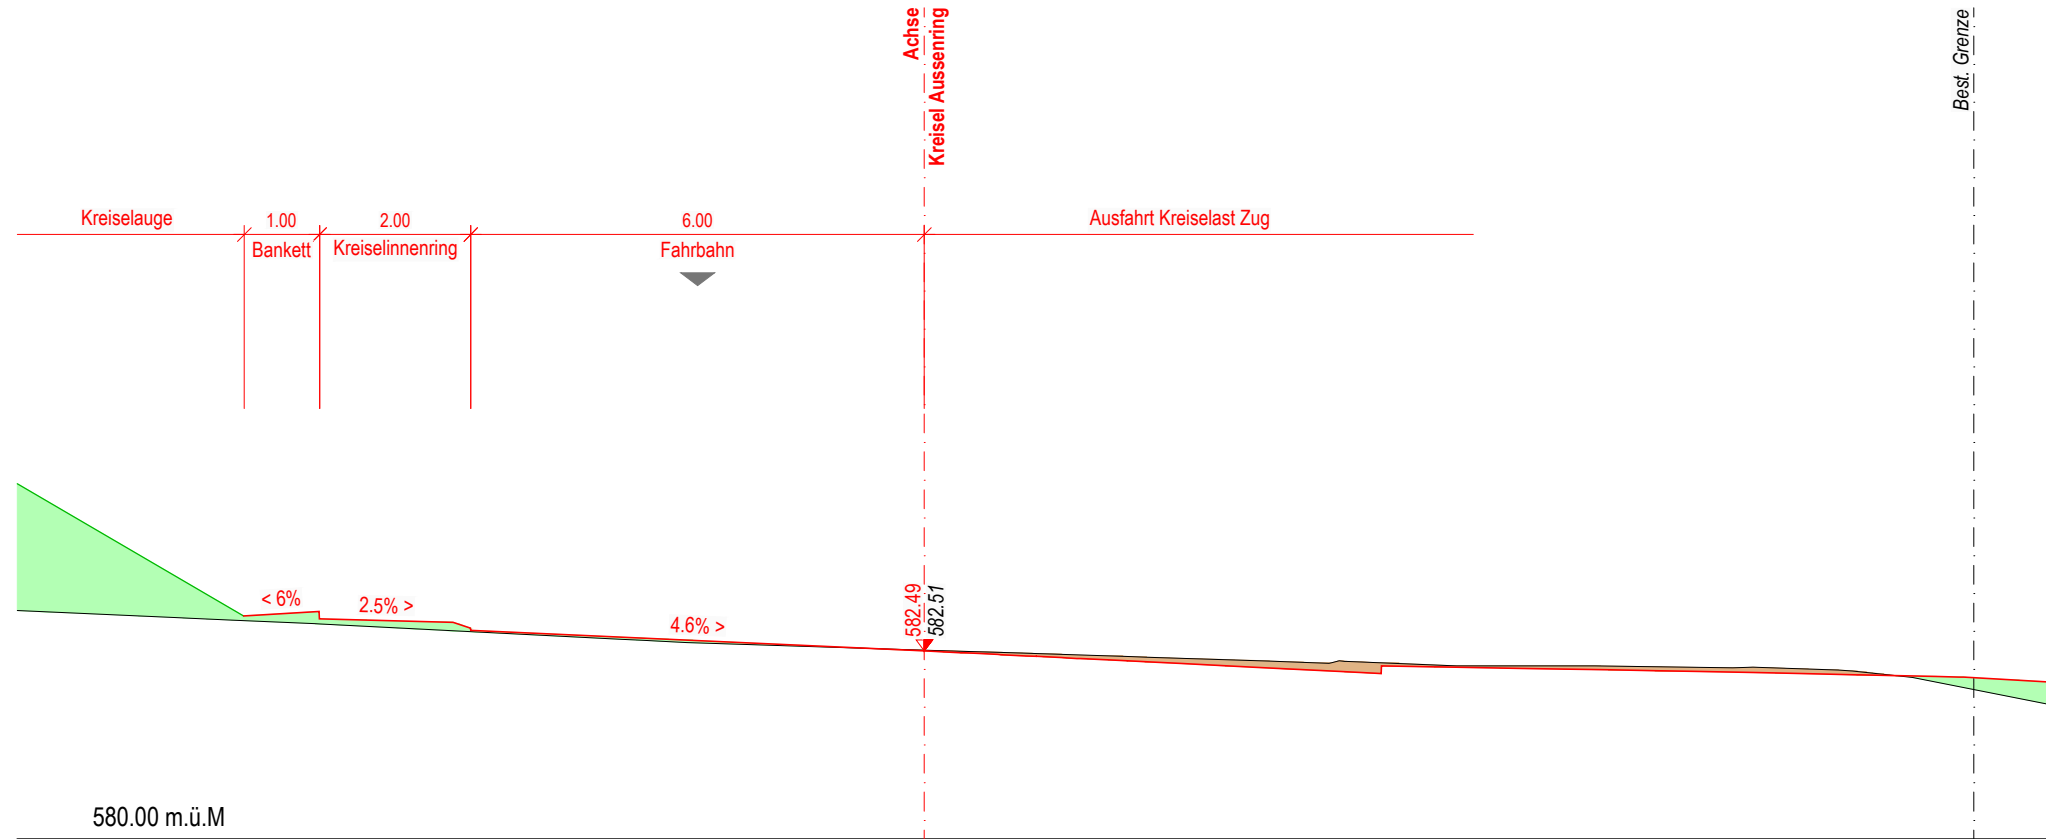 Achse
Kreisel Aussenring
Best. Grenze
Kreiselauge
1.00
2.00
6.00
Ausfahrt Kreiselast Zug
Bankett
Kreiselinnenring
Fahrbahn
< 6%
2.5% >
4.6% >
582.49
582.51
580.00 m.ü.M